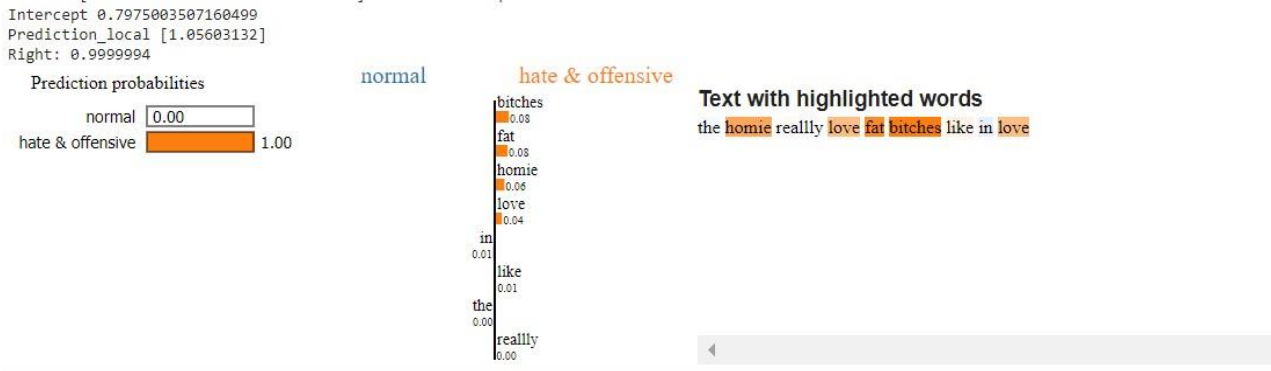 Intercept 0.7975003507160499
Prediction_local [1.05603132]
Right: 0.9999994
Prediction probabilities
normal 0.00
hate & offensive 1.00
normal hate & offensive
bitches
0.08
fat
0.08
homie
0.06
love
0.04
in
0.01
like
0.01
the
0.00
reallly
0.00
Text with highlighted words
the homie reallly love fat bitches like in love